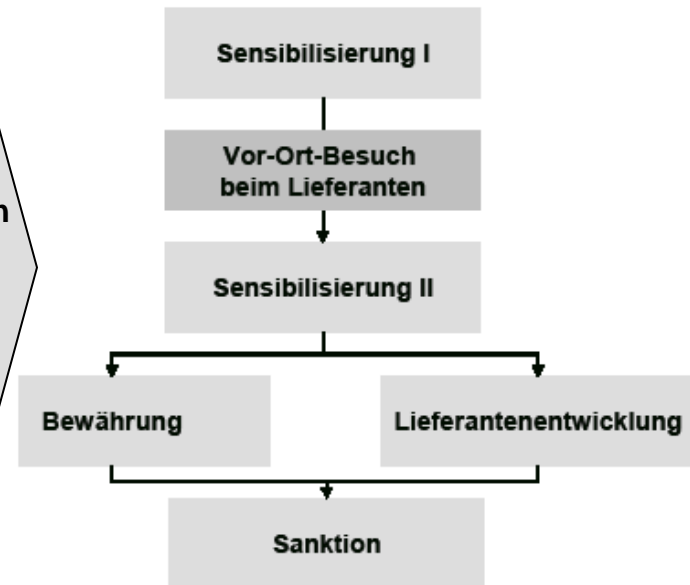 Sensibilisierung I
Vor-Ort-Besuch
beim Lieferanten
Sensibilisierung II
Bewährung
Lieferantenentwicklung
Sanktion